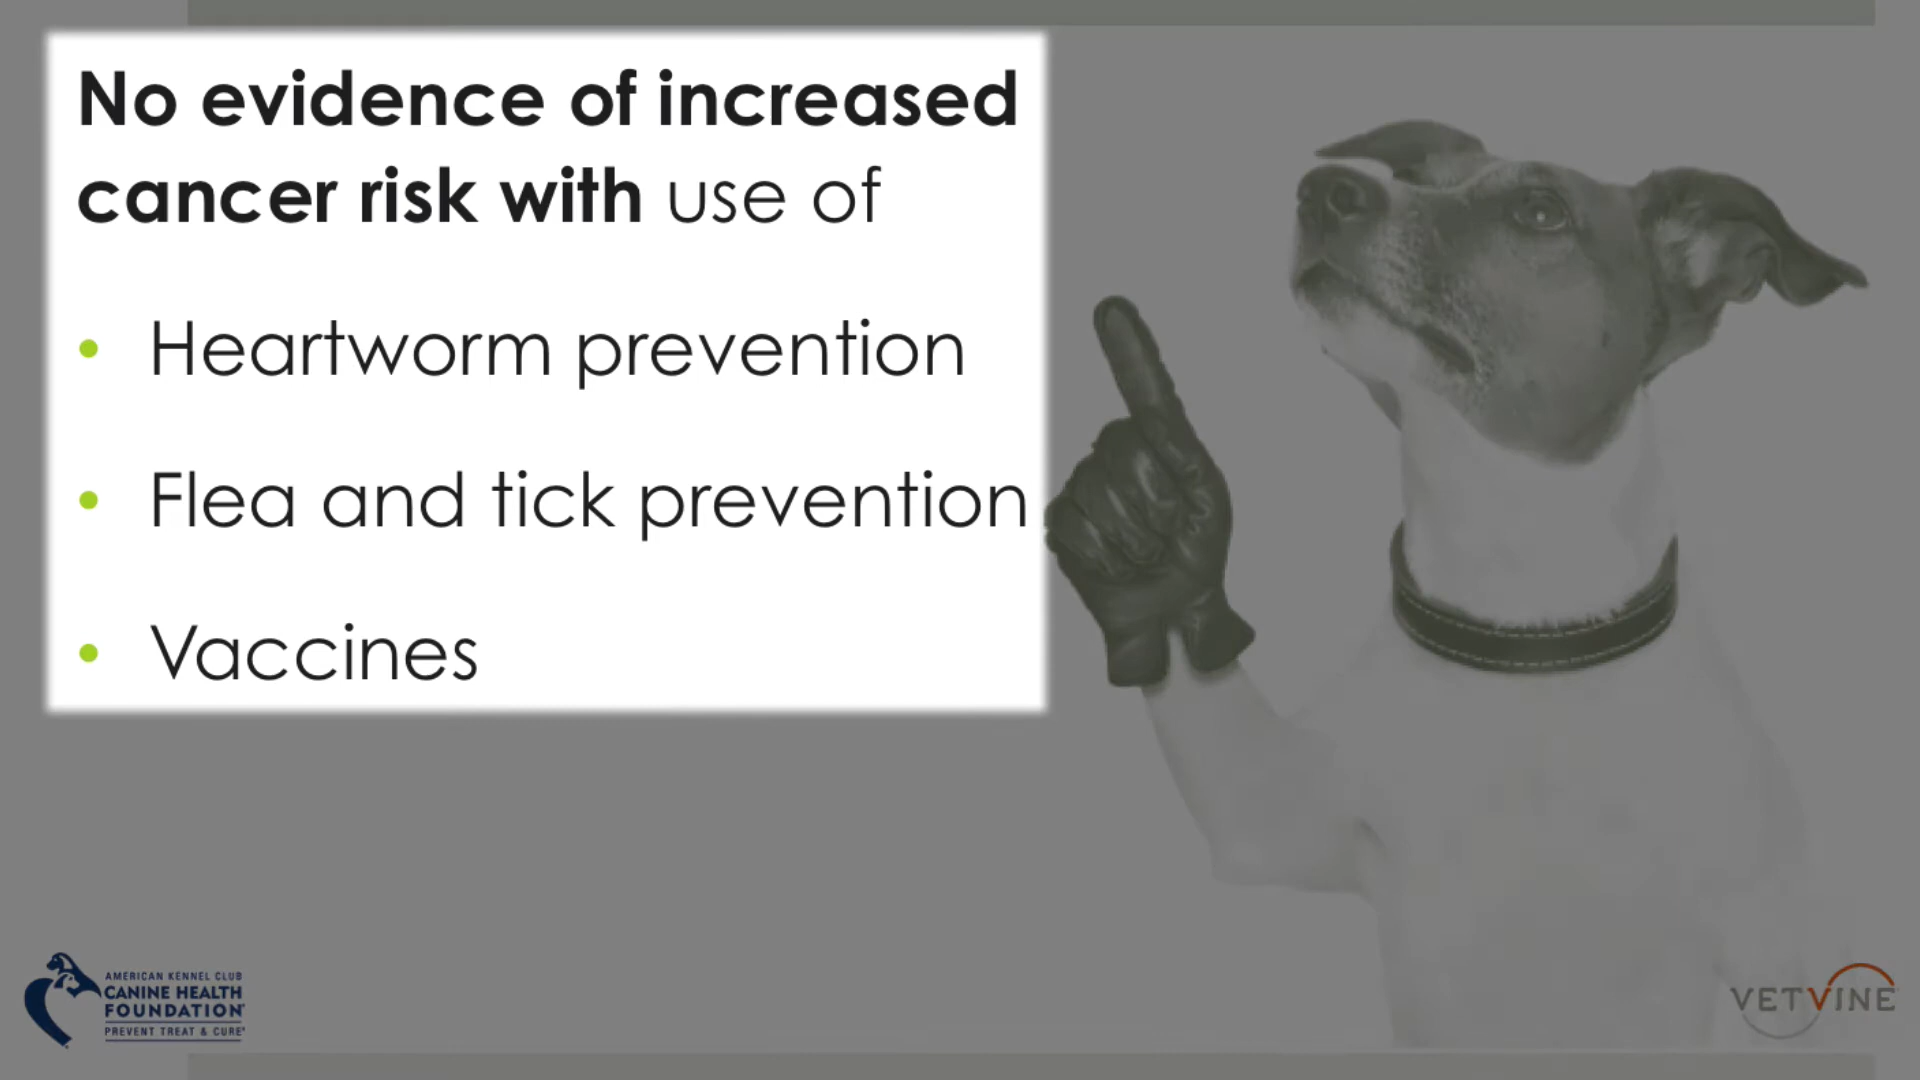 No evidence of increased
cancer risk with use of
• Heartworm prevention
• Flea and tick prevention
• Vaccines
AMERICAN KENNEL CLUB
CANINE HEALTH
FOUNDATION
PREVENT TREAT & CURE
VETVINE